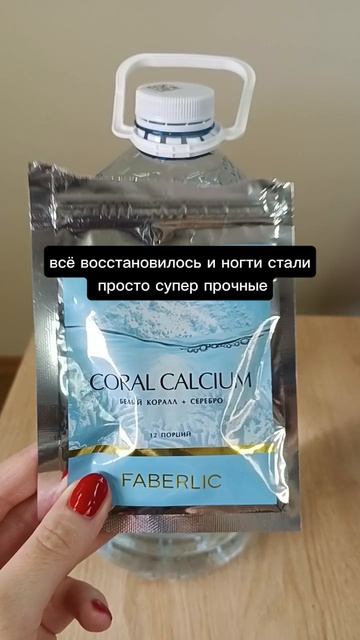 всё восстановилось и ногти стали
просто супер прочные
CORAL CALCIUM
БЕЛЫЙ КОРАЛЛ + СЕРЕБРО
12 ПОРЦИЙ
FABERLIC